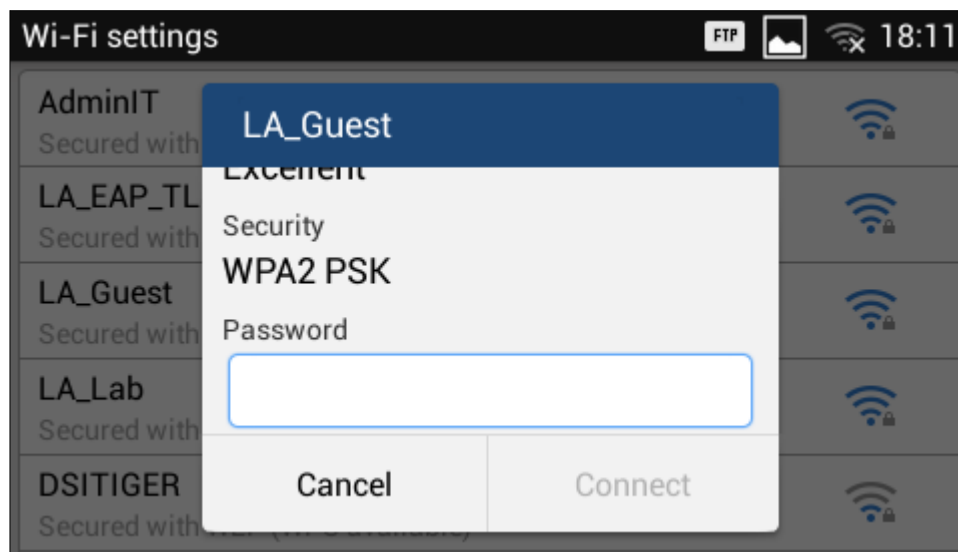 Wi-Fi settings
FTP
18:11
AdminIT
Secured with
LA_EAP_TL
Secured with
LA_Guest
Secured with
LA_Lab
Secured with
DSITIGER
Secured with
LA_Guest
Excellent
Security
WPA2 PSK
Password
Cancel
Connect